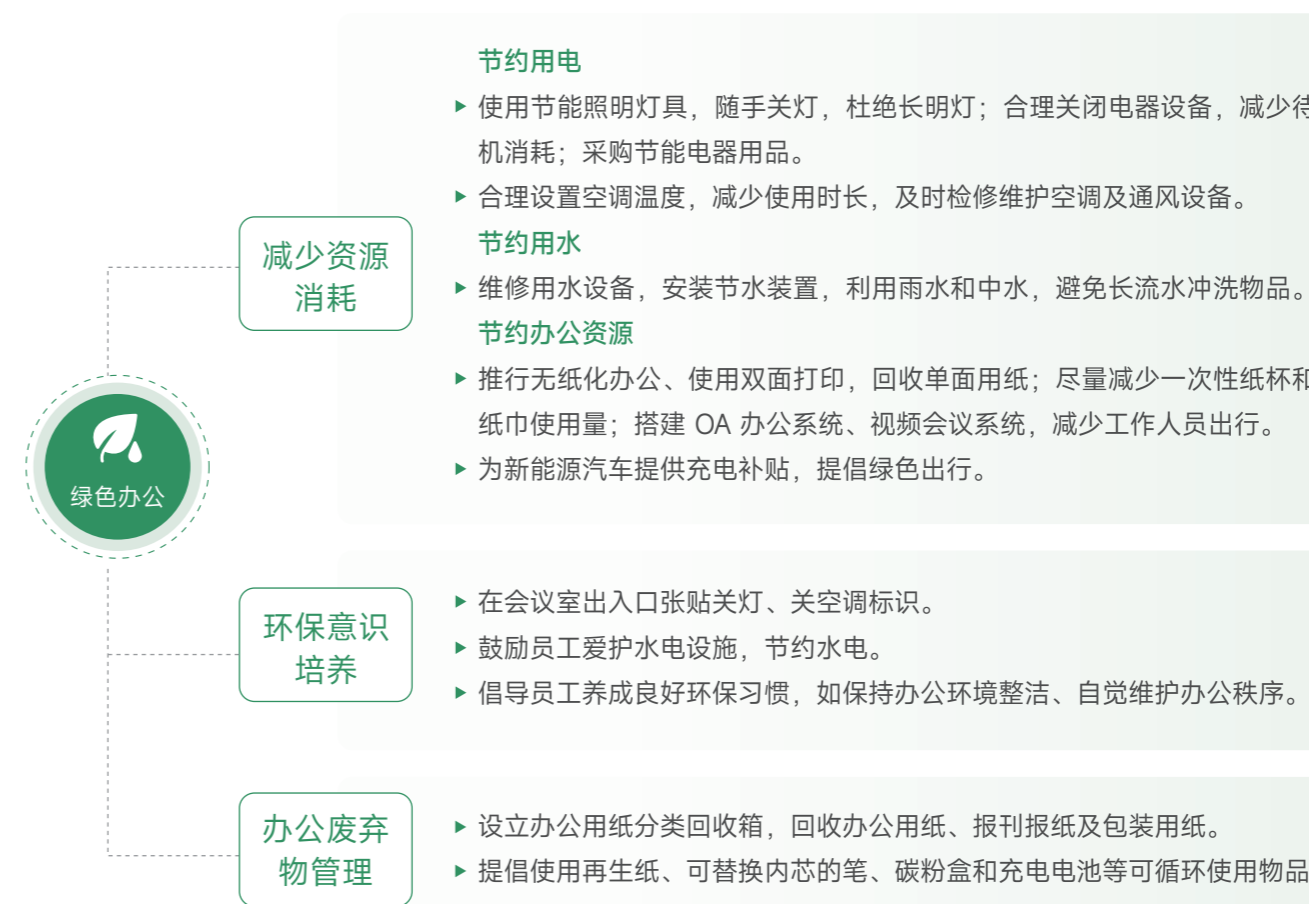 绿色办公
减少资源
消耗
节约用电
使用节能照明灯具，随手关灯，杜绝长明灯；合理关闭电器设备，减少待
机消耗；采购节能电器用品。
合理设置空调温度，减少使用时长，及时检修维护空调及通风设备。
节约用水
维修用水设备，安装节水装置，利用雨水和中水，避免长流水冲洗物品。
节约办公资源
推行无纸化办公、使用双面打印，回收单面用纸；尽量减少一次性纸杯和
纸巾使用量；搭建 OA 办公系统、视频会议系统，减少工作人员出行。
为新能源汽车提供充电补贴，提倡绿色出行。
环保意识
培养
在会议室出入口张贴关灯、关空调标识。
鼓励员工爱护水电设施，节约水电。
倡导员工养成良好环保习惯，如保持办公环境整洁、自觉维护办公秩序。
办公废弃
物管理
设立办公用纸分类回收箱，回收办公用纸、报刊报纸及包装用纸。
提倡使用再生纸、可替换内芯的笔、碳粉盒和充电电池等可循环使用物品